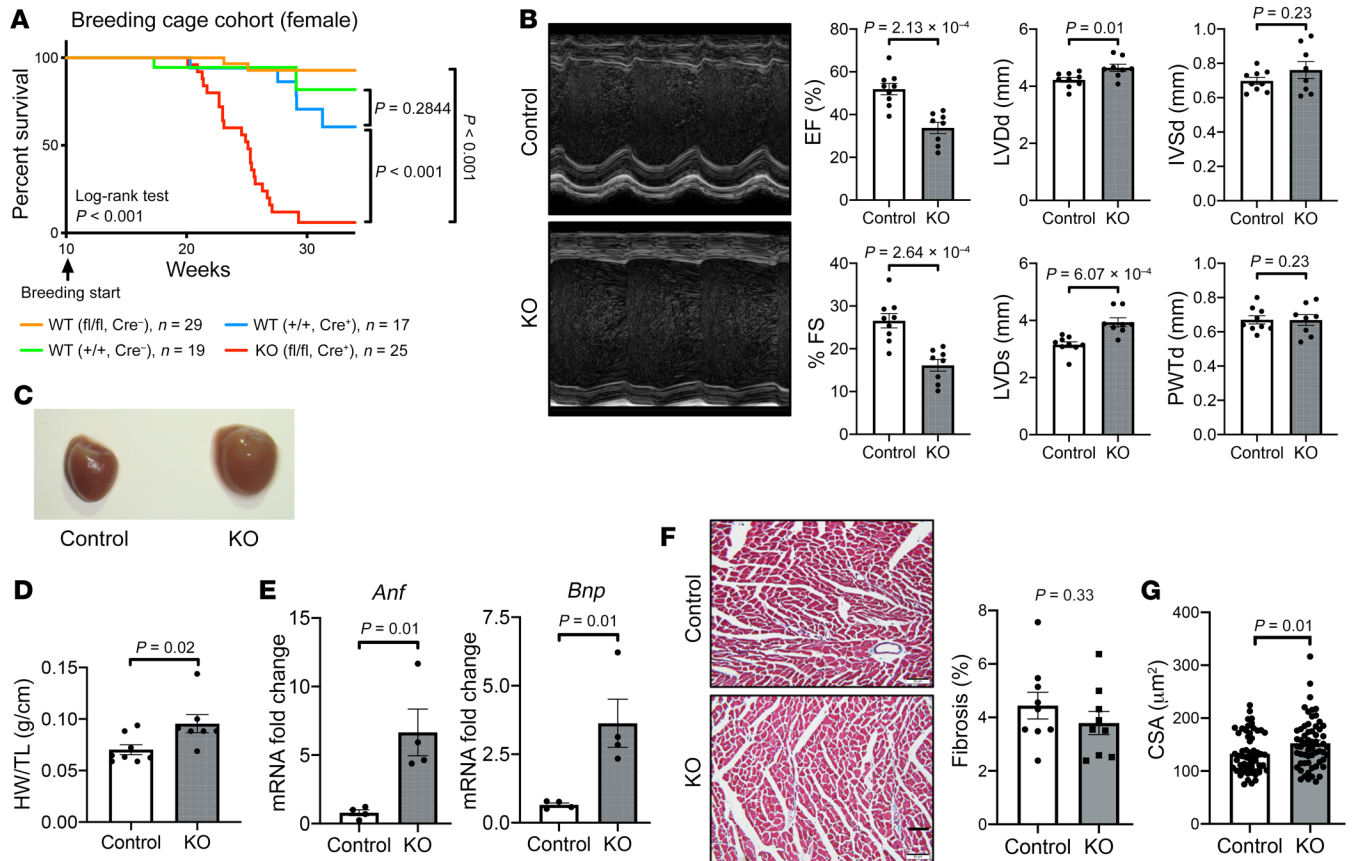 A
Breeding cage cohort (female)
Percent survival
100
50
0
10
20
30
Weeks
Log-rank test
P < 0.001
P = 0.2844
P < 0.001
P < 0.001
Breeding start
WT (fl/fl, Cre⁻), n = 29
WT (+/+, Cre⁺), n = 17
WT (+/+, Cre⁻), n = 19
KO (fl/fl, Cre⁺), n = 25
B
Control
KO
P = 2.13 × 10⁻⁴
EF (%)
80
60
40
20
0
Control KO
P = 0.01
LVDd (mm)
6
4
2
0
Control KO
P = 0.23
IVSd (mm)
1.0
0.8
0.6
0.4
0.2
0
Control KO
P = 2.64 × 10⁻⁴
% FS
40
30
20
10
0
Control KO
P = 6.07 × 10⁻⁴
LVDs (mm)
6
4
2
0
Control KO
P = 0.23
PWTd (mm)
1.0
0.8
0.6
0.4
0.2
0
Control KO
C
Control
KO
D
P = 0.02
HW/TL (g/cm)
0.15
0.10
0.05
0.00
Control KO
E
Anf
P = 0.01
mRNA fold change
15
10
5
0
Control KO
Bnp
P = 0.01
mRNA fold change
7.5
5.0
2.5
0.0
Control KO
F
Control
KO
P = 0.33
Fibrosis (%)
8
6
4
2
0
Control KO
G
P = 0.01
CSA (μm²)
400
300
200
100
0
Control KO